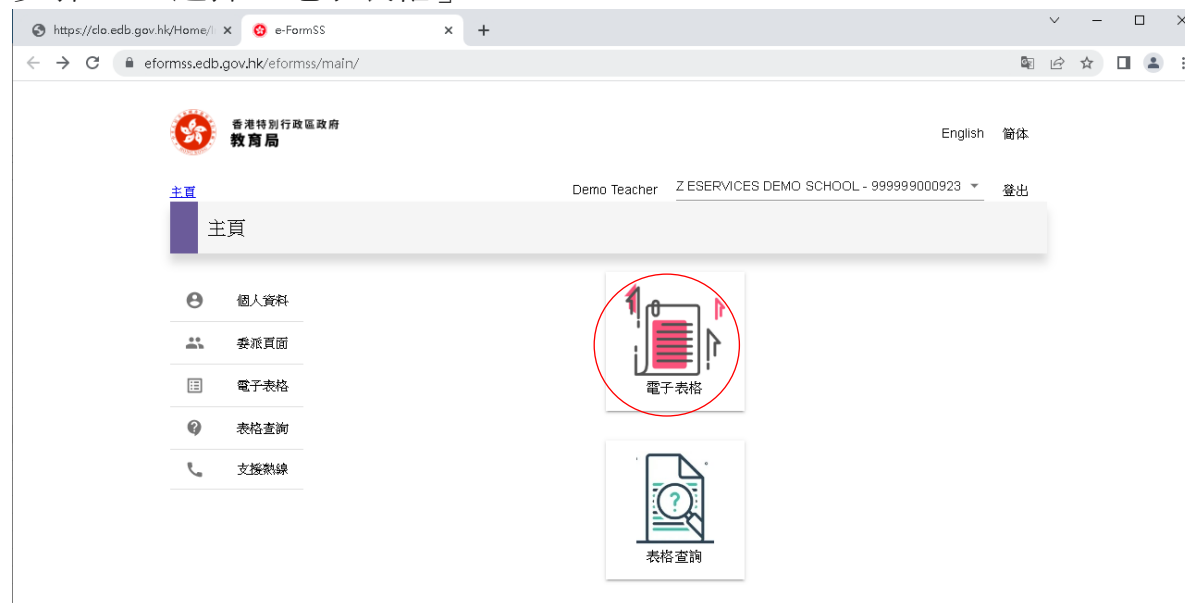 https://clo.edb.gov.hk/Home/
e-FormSS
eformss.edb.gov.hk/eformss/main/
香港特別行政區政府
教育局
English 简体
主頁
Demo Teacher Z ESERVICES DEMO SCHOOL - 999999000923 登出
主頁
個人資料
委派頁面
電子表格
表格查詢
支援熱線
電子表格
表格查詢